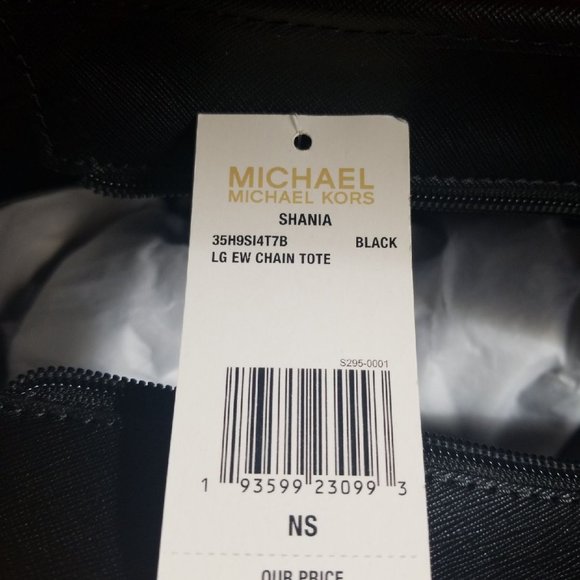 MICHAEL
MICHAEL KORS
SHANIA
35H9SI4T7B BLACK
LG EW CHAIN TOTE
S295-0001
1 93599 23099 3
NS
OUR PRICE